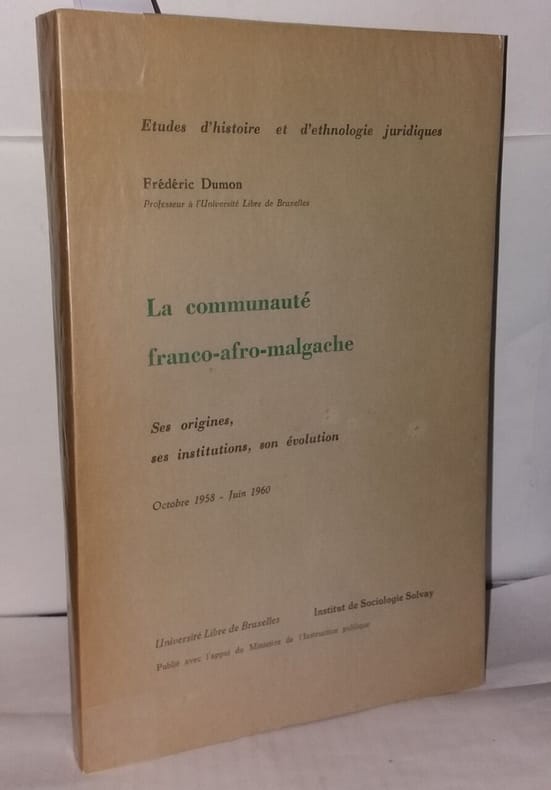 Etudes d'histoire et d'ethnologie juridiques
Frédéric Dumon
Professeur à l'Université Libre de Bruxelles
La communauté
franco-afro-malgache
Ses origines,
ses institutions, son évolution
Octobre 1958 - Juin 1960
Université Libre de Bruxelles Institut de Sociologie Solvay
Publié avec l'appui du Ministère de l'Instruction publique